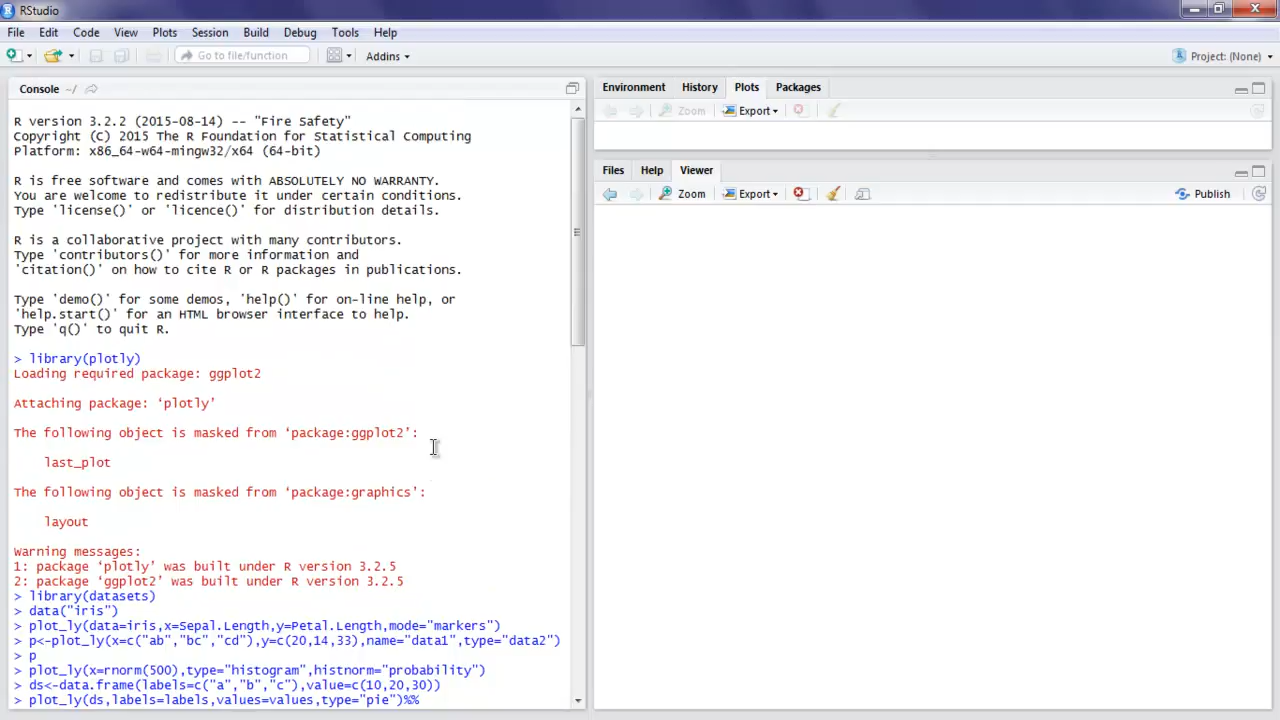 RStudio
File Edit Code View Plots Session Build Debug Tools Help
Go to file/function Addins Project: (None)
Console ~/
R version 3.2.2 (2015-08-14) -- "Fire Safety"
Copyright (C) 2015 The R Foundation for Statistical Computing
Platform: x86_64-w64-mingw32/x64 (64-bit)
R is free software and comes with ABSOLUTELY NO WARRANTY.
You are welcome to redistribute it under certain conditions.
Type 'license()' or 'licence()' for distribution details.
R is a collaborative project with many contributors.
Type 'contributors()' for more information and
'citation()' on how to cite R or R packages in publications.
Type 'demo()' for some demos, 'help()' for on-line help, or
'help.start()' for an HTML browser interface to help.
Type 'q()' to quit R.
> library(plotly)
Loading required package: ggplot2
Attaching package: ‘plotly’
The following object is masked from ‘package:ggplot2’:
last_plot
The following object is masked from ‘package:graphics’:
layout
Warning messages:
1: package ‘plotly’ was built under R version 3.2.5
2: package ‘ggplot2’ was built under R version 3.2.5
> library(datasets)
> data("iris")
> plot_ly(data=iris,x=Sepal.Length,y=Petal.Length,mode="markers")
> p<-plot_ly(x=c("ab","bc","cd"),y=c(20,14,33),name="data1",type="data2")
> p
> plot_ly(x=rnorm(500),type="histogram",histnorm="probability")
> ds<-data.frame(labels=c("a","b","c"),value=c(10,20,30))
> plot_ly(ds,labels=labels,values=values,type="pie")%%
Environment History Plots Packages
Zoom Export
Files Help Viewer
Zoom Export Publish